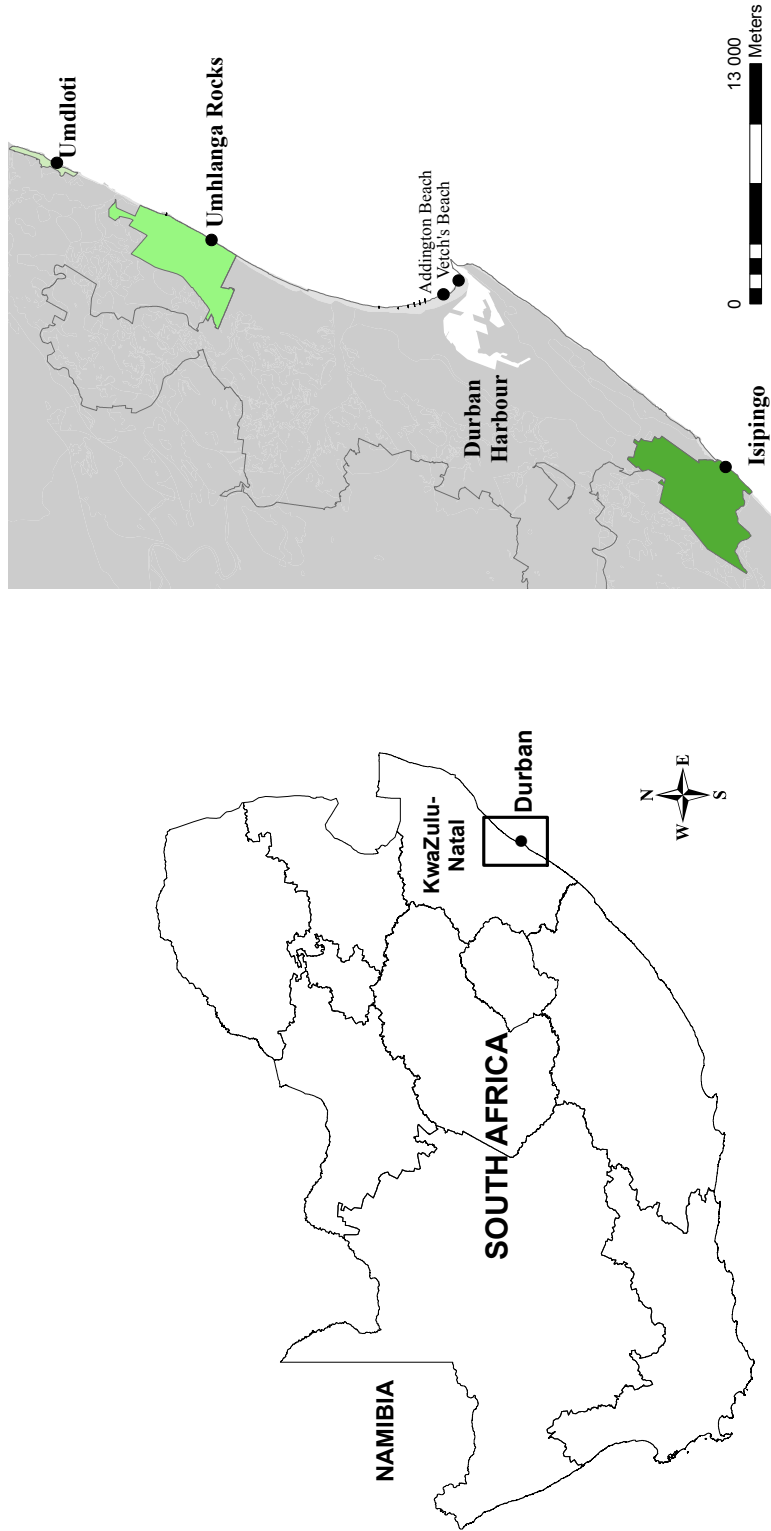 NAMIBIA
SOUTH AFRICA
KwaZulu-
Natal
Durban
N
W
E
S
Umdloti
Umhlanga Rocks
Addington Beach
Vetch's Beach
Durban
Harbour
Isipingo
0
13 000
Meters